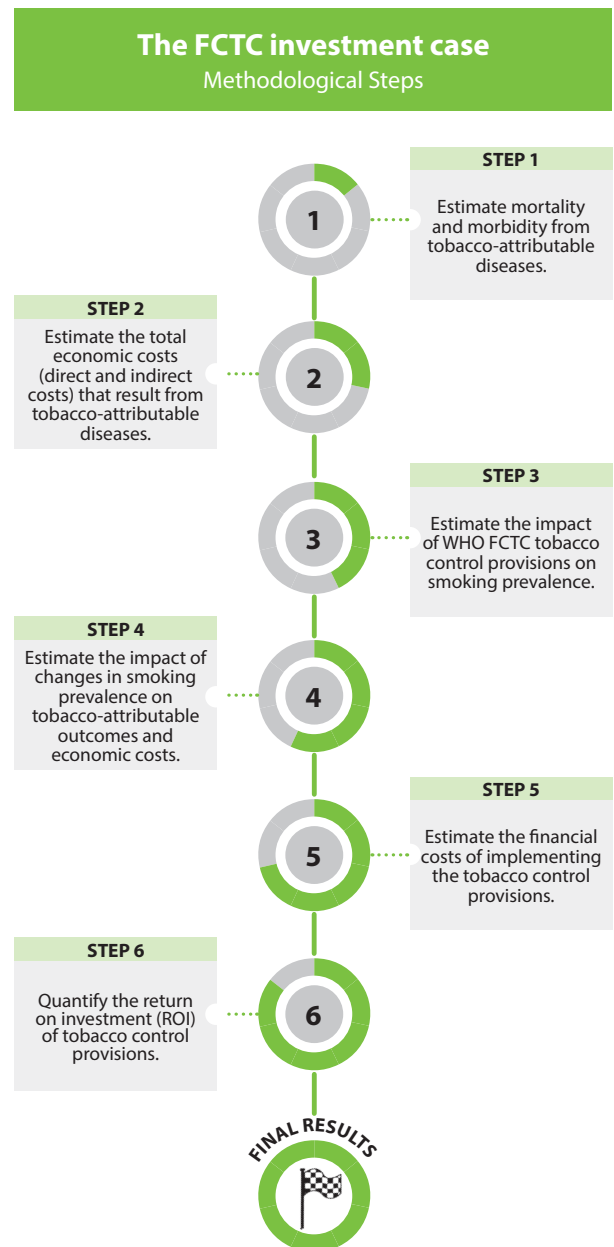 The FCTC investment case
Methodological Steps
1
STEP 1
Estimate mortality
and morbidity from
tobacco-attributable
diseases.
STEP 2
Estimate the total
economic costs
(direct and indirect
costs) that result from
tobacco-attributable
diseases.
2
3
STEP 3
Estimate the impact
of WHO FCTC tobacco
control provisions on
smoking prevalence.
STEP 4
Estimate the impact of
changes in smoking
prevalence on
tobacco-attributable
outcomes and
economic costs.
4
5
STEP 5
Estimate the financial
costs of implementing
the tobacco control
provisions.
STEP 6
Quantify the return
on investment (ROI)
of tobacco control
provisions.
6
FINAL RESULTS